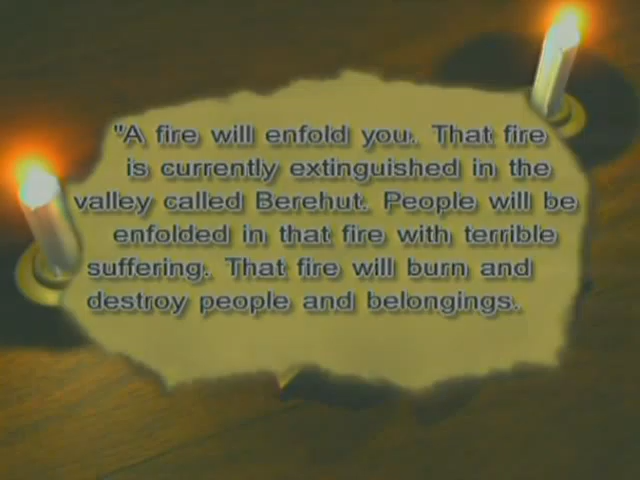 "A fire will enfold you. That fire
is currently extinguished in the
valley called Berehut. People will be
enfolded in that fire with terrible
suffering. That fire will burn and
destroy people and belongings.